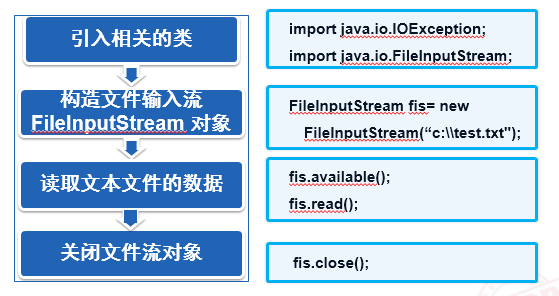 引入相关的类
import java.io.IOException;
import java.io.FileInputStream;
构造文件输入流
FileInputStream 对象
FileInputStream fis= new
FileInputStream(“c:\\test.txt");
读取文本文件的数据
fis.available();
fis.read();
关闭文件流对象
fis.close();